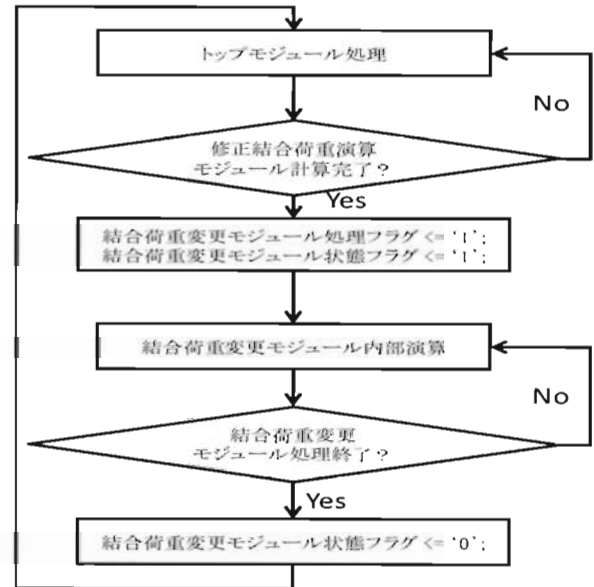 トップモジュール処理
No
修正結合荷重演算
モジュール計算完了？
Yes
結合荷重変更モジュール処理フラグ <= ‘1’;
結合荷重変更モジュール状態フラグ <= ‘1’;
結合荷重変更モジュール内部演算
No
結合荷重変更
モジュール処理終了？
Yes
結合荷重変更モジュール状態フラグ <= ‘0’;